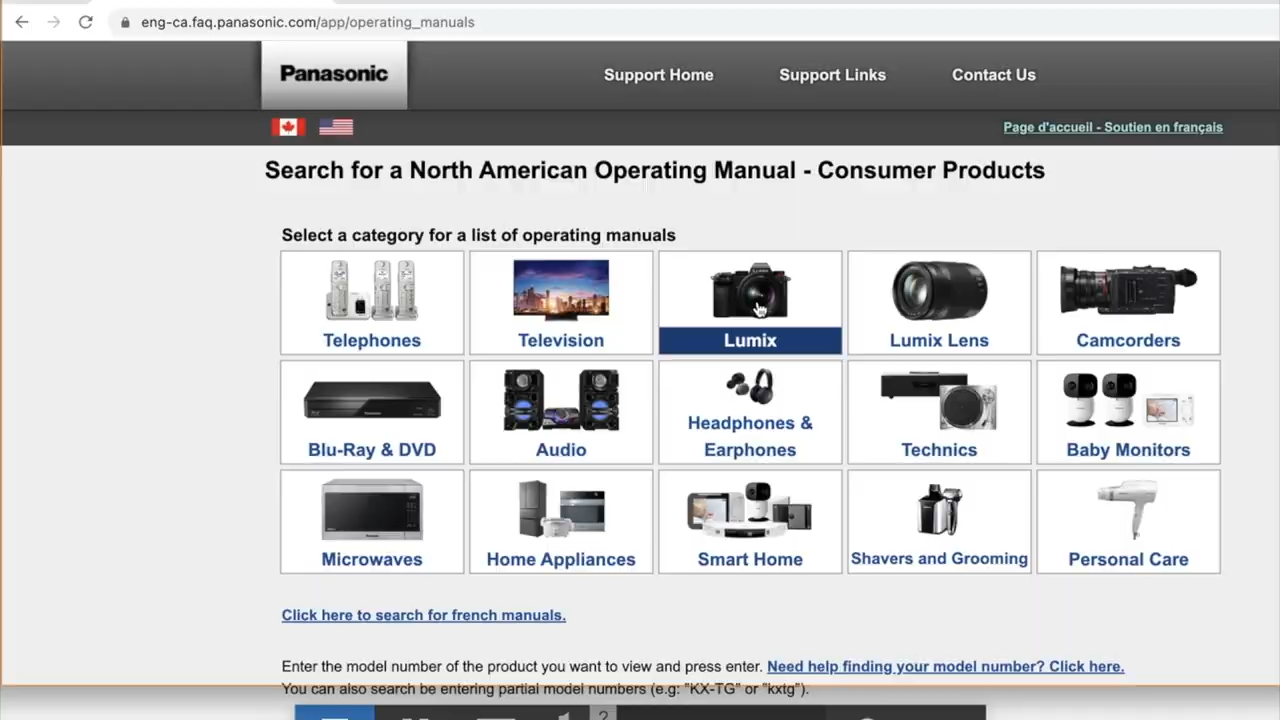 eng-ca.faq.panasonic.com/app/operating_manuals
Panasonic
Support Home
Support Links
Contact Us
Page d'accueil - Soutien en français
Search for a North American Operating Manual - Consumer Products
Select a category for a list of operating manuals
Telephones
Television
Lumix
Lumix Lens
Camcorders
Blu-Ray & DVD
Audio
Headphones &
Earphones
Technics
Baby Monitors
Microwaves
Home Appliances
Smart Home
Shavers and Grooming
Personal Care
Click here to search for french manuals.
Enter the model number of the product you want to view and press enter. Need help finding your model number? Click here.
You can also search be entering partial model numbers (e.g: "KX-TG" or "kxtg").
2